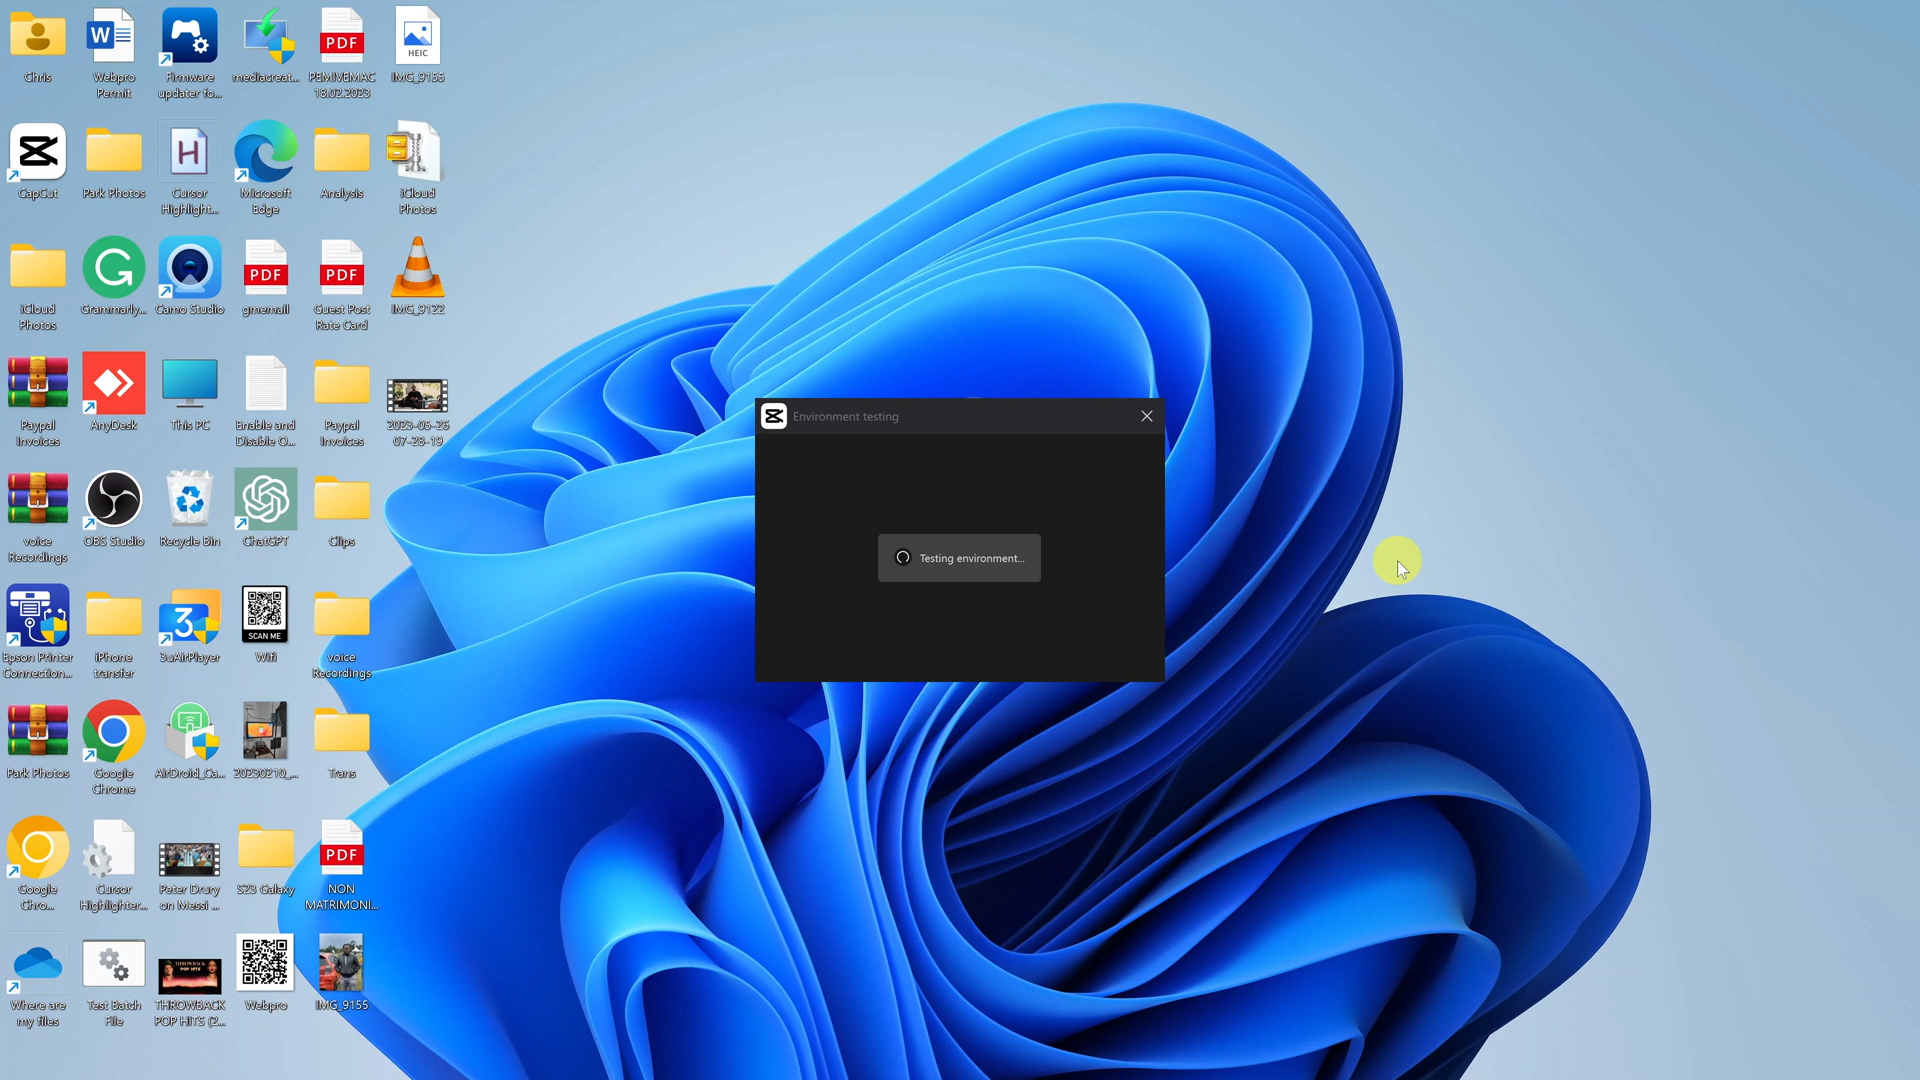 Chris
Webpro
Permit
Firmware
updater fo...
mediacreat...
PDF
PEMIVEMAC
18.02.2023
HEIC
IMG_9156
CapCut
Park Photos
H
Cursor
Highlight...
Microsoft
Edge
Analysis
iCloud
Photos
iCloud
Photos
Grammarly...
Camo Studio
PDF
gmemail
PDF
Guest Post
Rate Card
IMG_9122
Paypal
Invoices
AnyDesk
This PC
Enable and
Disable O...
Paypal
Invoices
2023-05-26
07-28-19
Environment testing
Testing environment...
voice
Recordings
OBS Studio
Recycle Bin
ChatGPT
Clips
Epson Printer
Connection...
iPhone
transfer
3
3uAirPlayer
SCAN ME
Wifi
voice
Recordings
Park Photos
Google
Chrome
AirDroid_Ca...
20230210_...
Trans
Google
Chro...
Cursor
Highlighter...
Peter Drury
on Messi ...
S23 Galaxy
PDF
NON
MATRIMONI...
Where are
my files
Test Batch
File
THROWBACK
POP HITS
THROWBACK
POP HITS (2...
Webpro
IMG_9155